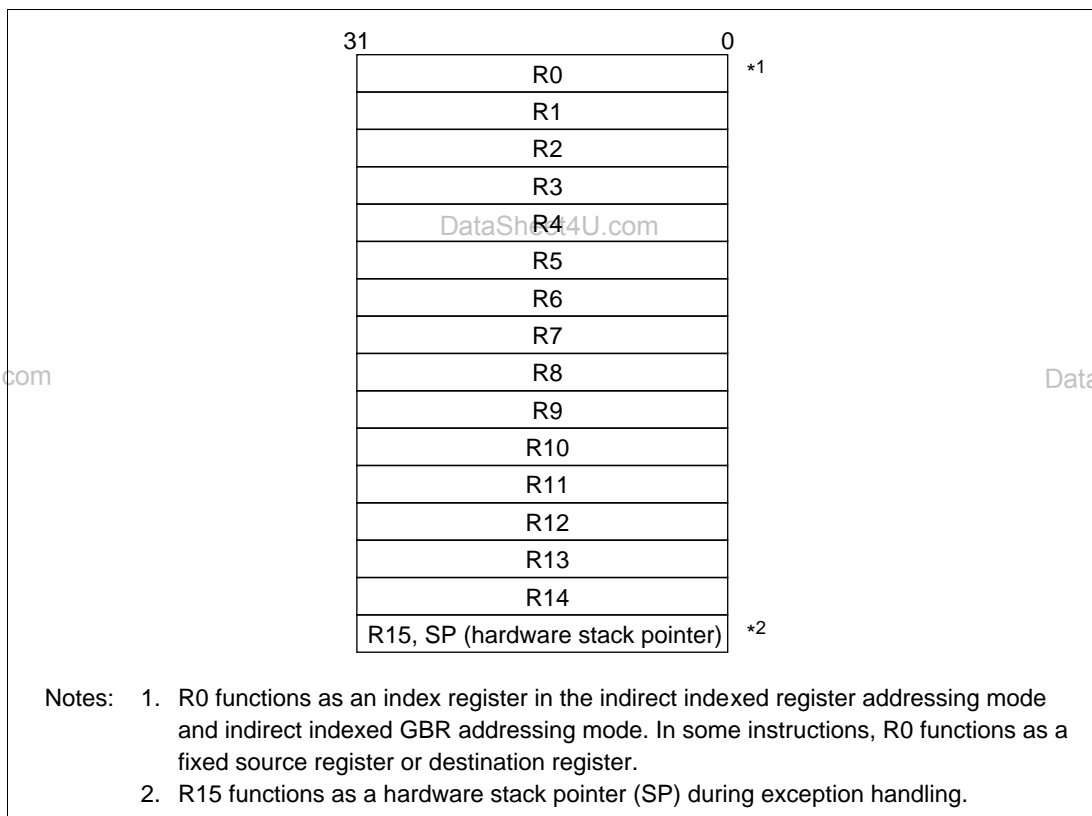 31 0
R0 *1
R1
R2
R3
DataSheet4U.com
R4
R5
R6
R7
R8
com
Data
R9
R10
R11
R12
R13
R14
R15, SP (hardware stack pointer) *2
Notes: 1. R0 functions as an index register in the indirect indexed register addressing mode
and indirect indexed GBR addressing mode. In some instructions, R0 functions as a
fixed source register or destination register.
2. R15 functions as a hardware stack pointer (SP) during exception handling.